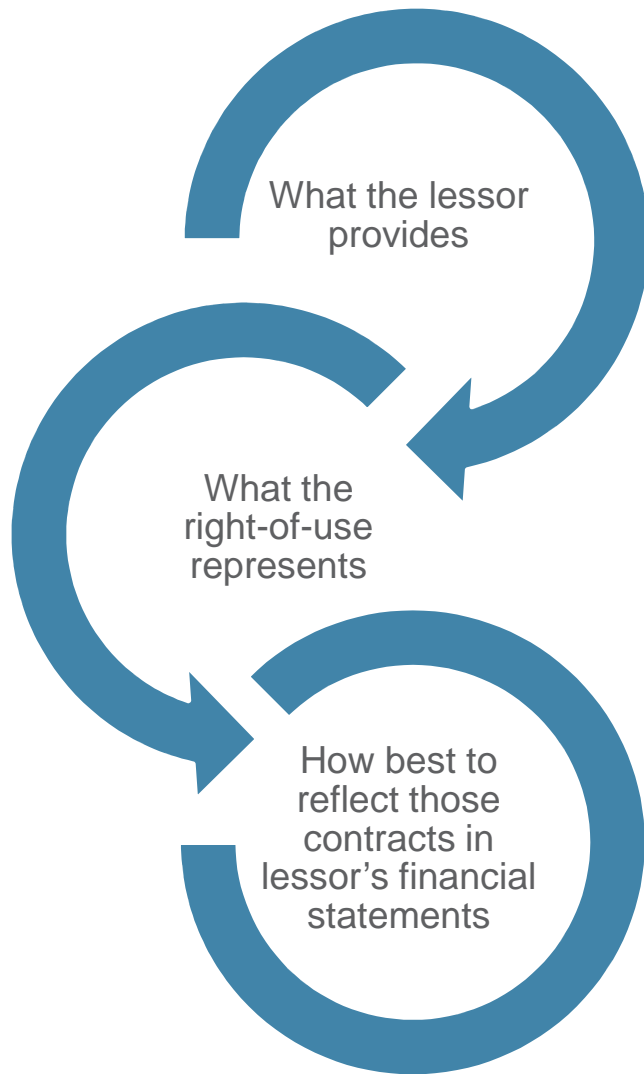 What the lessor
provides
What the
right-of-use
represents
How best to
reflect those
contracts in
lessor’s financial
statements